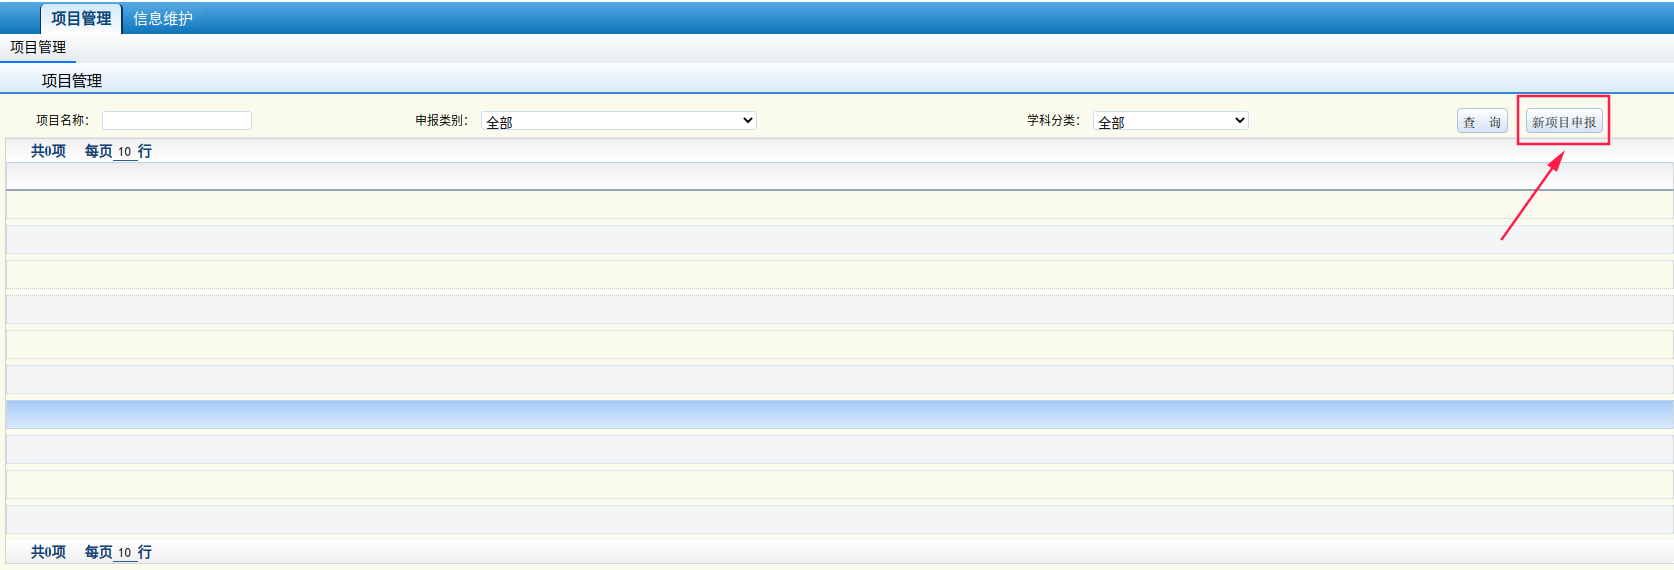 项目管理 信息维护
项目管理
项目管理
项目名称： 申报类别： 全部 学科分类： 全部 查 询 新项目申报
共0项 每页 10 行
共0项 每页 10 行